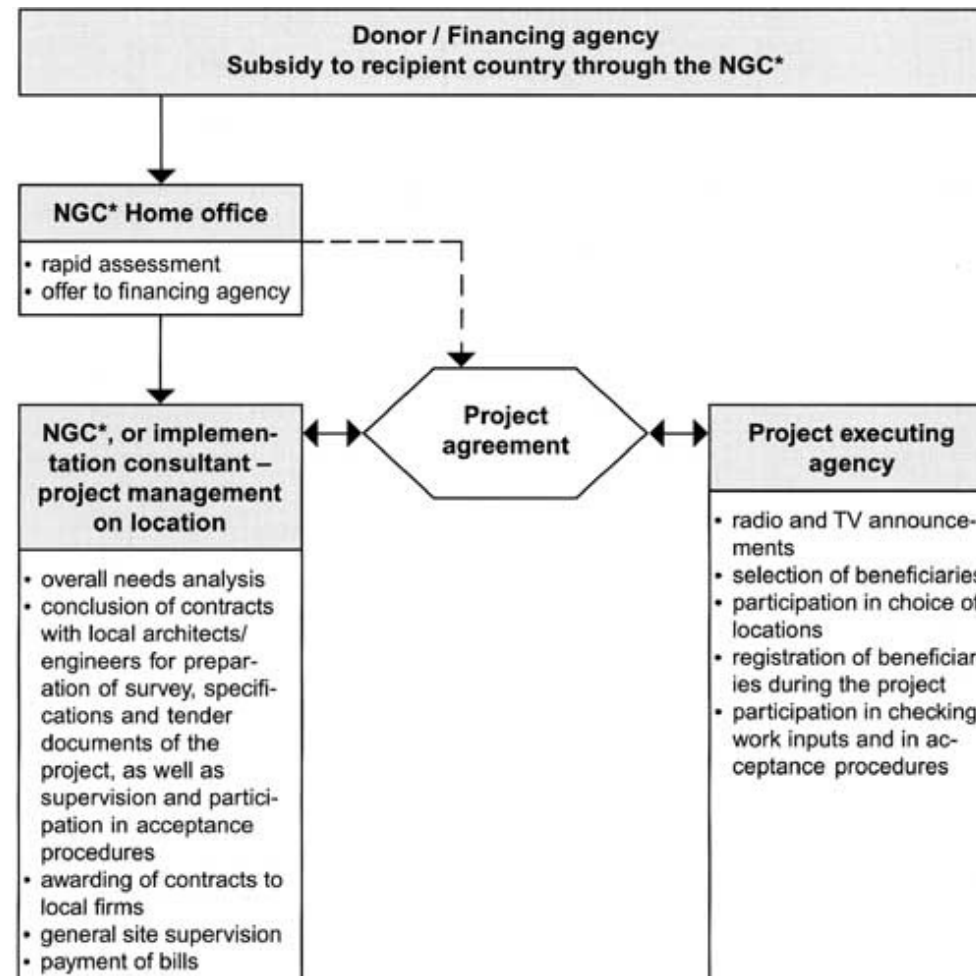 Donor / Financing agency
Subsidy to recipient country through the NGC*
NGC* Home office
• rapid assessment
• offer to financing agency
NGC*, or implemen-
tation consultant –
project management
on location
• overall needs analysis
• conclusion of contracts
with local architects/
engineers for prepar-
ation of survey, specifi-
cations and tender
documents of the
project, as well as
supervision and partici-
pation in acceptance
procedures
• awarding of contracts to
local firms
• general site supervision
• payment of bills
Project
agreement
Project executing
agency
• radio and TV announce-
ments
• selection of beneficiaries
• participation in choice of
locations
• registration of beneficiar
ies during the project
• participation in checking
work inputs and in ac-
ceptance procedures